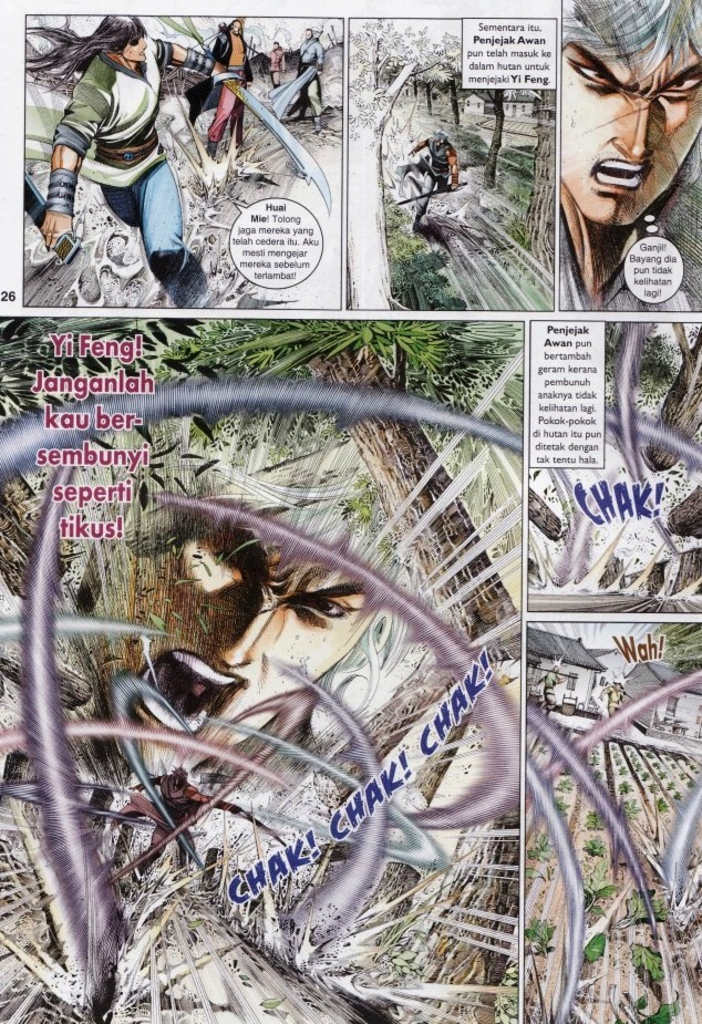 Huai
Mie! Tolong
jaga mereka yang
telah cedera itu. Aku
mesti mengejar
mereka sebelum
terlambat!
Sementara itu,
Penjejak Awan
pun telah masuk ke
dalam hutan untuk
menjejaki Yi Feng.
Ganjil!
Bayang dia
pun tidak
kelihatan
lagi!
26
Yi Feng!
Janganlah
kau ber-
sembunyi
seperti
tikus!
CHAK! CHAK! CHAK!
Penjejak
Awan pun
bertambah
geram kerana
pembunuh
anaknya tidak
kelihatan lagi.
Pokok-pokok
di hutan itu pun
ditetak dengan
tak tentu hala.
CHAK!
Wah!